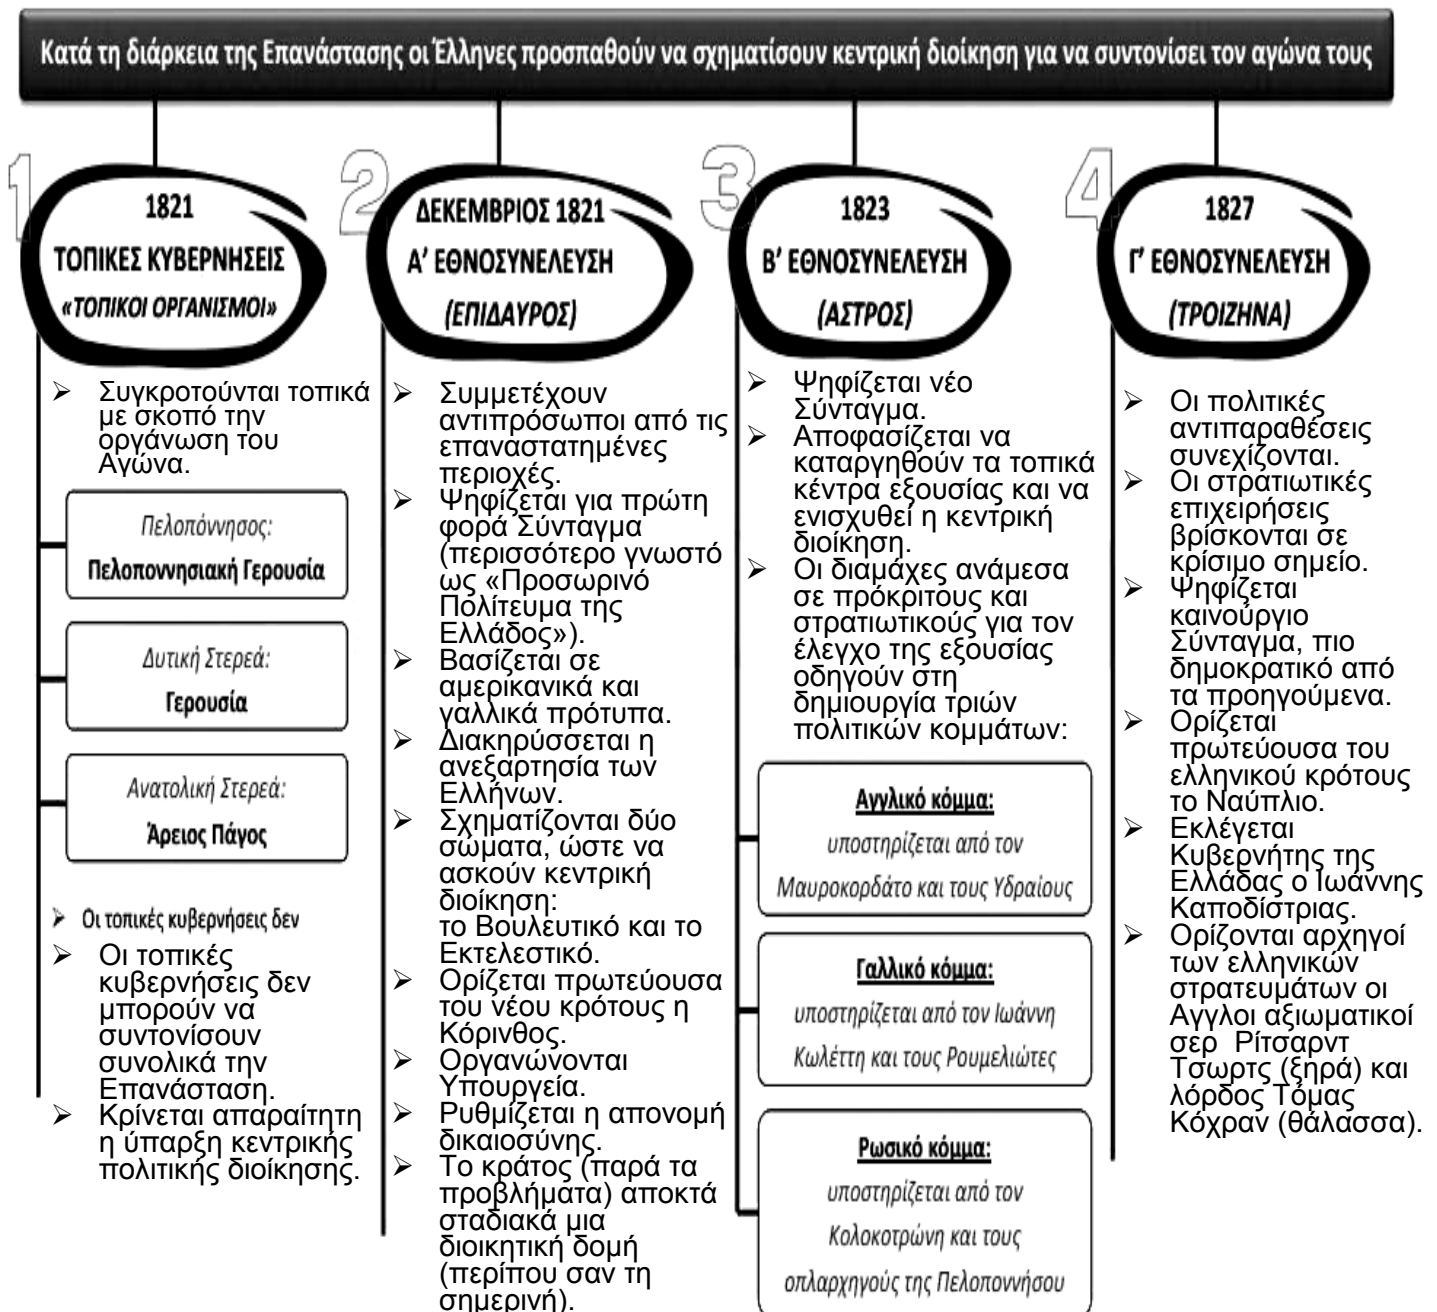 Κατά τη διάρκεια της Επανάστασης οι Έλληνες προσπαθούν να σχηματίσουν κεντρική διοίκηση για να συντονίσει τον αγώνα τους
1
1821
ΤΟΠΙΚΕΣ ΚΥΒΕΡΝΗΣΕΙΣ
«ΤΟΠΙΚΟΙ ΟΡΓΑΝΙΣΜΟΙ»
➢ Συγκροτούνται τοπικά
με σκοπό την
οργάνωση του
Αγώνα.
Πελοπόννησος:
Πελοποννησιακή Γερουσία
Δυτική Στερεά:
Γερουσία
Ανατολική Στερεά:
Άρειος Πάγος
➢ Οι τοπικές κυβερνήσεις δεν
➢ Οι τοπικές
κυβερνήσεις δεν
μπορούν να
συντονίσουν
συνολικά την
Επανάσταση.
➢ Κρίνεται απαραίτητη
η ύπαρξη κεντρικής
πολιτικής διοίκησης.
2
ΔΕΚΕΜΒΡΙΟΣ 1821
Α' ΕΘΝΟΣΥΝΕΛΕΥΣΗ
(ΕΠΙΔΑΥΡΟΣ)
➢ Συμμετέχουν
αντιπρόσωποι από τις
επαναστατημένες
περιοχές.
➢ Ψηφίζεται για πρώτη
φορά Σύνταγμα
(περισσότερο γνωστό
ως «Προσωρινό
Πολίτευμα της
Ελλάδος»).
➢ Βασίζεται σε
αμερικανικά και
γαλλικά πρότυπα.
➢ Διακηρύσσεται η
ανεξαρτησία των
Ελλήνων.
➢ Σχηματίζονται δύο
σώματα, ώστε να
ασκούν κεντρική
διοίκηση:
το Βουλευτικό και το
Εκτελεστικό.
➢ Ορίζεται πρωτεύουσα
του νέου κρότους η
Κόρινθος.
➢ Οργανώνονται
Υπουργεία.
➢ Ρυθμίζεται η απονομή
δικαιοσύνης.
➢ Το κράτος (παρά τα
προβλήματα) αποκτά
σταδιακά μια
διοικητική δομή
(περίπου σαν τη
σημερινή).
3
1823
Β' ΕΘΝΟΣΥΝΕΛΕΥΣΗ
(ΑΣΤΡΟΣ)
➢ Ψηφίζεται νέο
Σύνταγμα.
➢ Αποφασίζεται να
καταργηθούν τα τοπικά
κέντρα εξουσίας και να
ενισχυθεί η κεντρική
διοίκηση.
➢ Οι διαμάχες ανάμεσα
σε πρόκριτους και
στρατιωτικούς για τον
έλεγχο της εξουσίας
οδηγούν στη
δημιουργία τριών
πολιτικών κομμάτων:
Αγγλικό κόμμα:
υποστηρίζεται από τον
Μαυροκορδάτο και τους Υδραίους
Γαλλικό κόμμα:
υποστηρίζεται από τον Ιωάννη
Κωλέττη και τους Ρουμελιώτες
Ρωσικό κόμμα:
υποστηρίζεται από τον
Κολοκοτρώνη και τους
οπλαρχηγούς της Πελοποννήσου
4
1827
Γ' ΕΘΝΟΣΥΝΕΛΕΥΣΗ
(ΤΡΟΙΖΗΝΑ)
➢ Οι πολιτικές
αντιπαραθέσεις
συνεχίζονται.
➢ Οι στρατιωτικές
επιχειρήσεις
βρίσκονται σε
κρίσιμο σημείο.
➢ Ψηφίζεται
καινούργιο
Σύνταγμα, πιο
δημοκρατικό από
τα προηγούμενα.
➢ Ορίζεται
πρωτεύουσα του
ελληνικού κρότους
το Ναύπλιο.
➢ Εκλέγεται
Κυβερνήτης της
Ελλάδας ο Ιωάννης
Καποδίστριας.
➢ Ορίζονται αρχηγοί
των ελληνικών
στρατευμάτων οι
Αγγλοι αξιωματικοί
σερ Ρίτσαρντ
Τσωρτς (ξηρά) και
λόρδος Τόμας
Κόχραν (θάλασσα).